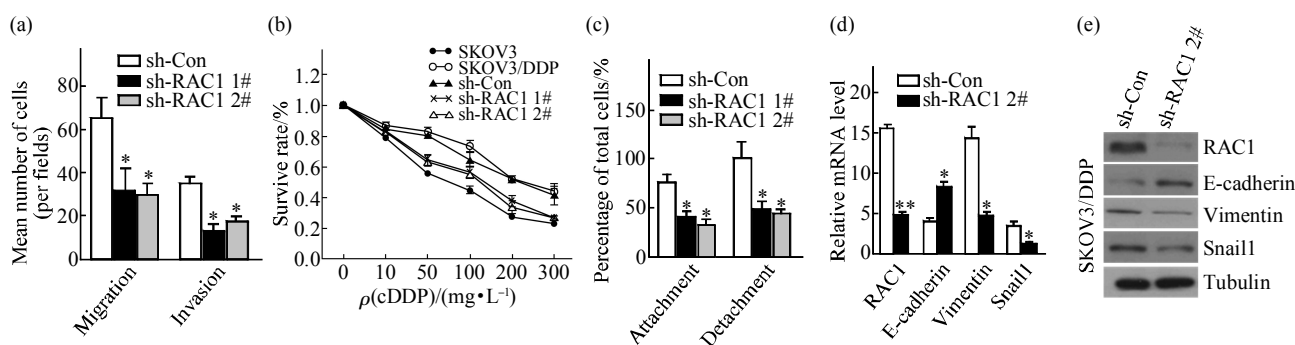 (a)
Mean number of cells
(per fields)
80
60
40
20
0
sh-Con
sh-RAC1 1#
sh-RAC1 2#
*
*
*
*
Migration
Invasion
(b)
Survive rate/%
1.2
1.0
0.8
0.6
0.4
0.2
0
SKOV3
SKOV3/DDP
sh-Con
sh-RAC1 1#
sh-RAC1 2#
0
10
50
100
200
300
ρ(cDDP)/(mg•L⁻¹)
(c)
Percentage of total cells/%
150
100
50
0
sh-Con
sh-RAC1 1#
sh-RAC1 2#
*
*
*
*
Attachment
Detachment
(d)
Relative mRNA level
20
15
10
5
0
sh-Con
sh-RAC1 2#
**
*
*
*
RAC1
E-cadherin
Vimentin
Snail1
(e)
sh-Con
sh-RAC1 2#
SKOV3/DDP
RAC1
E-cadherin
Vimentin
Snail1
Tubulin